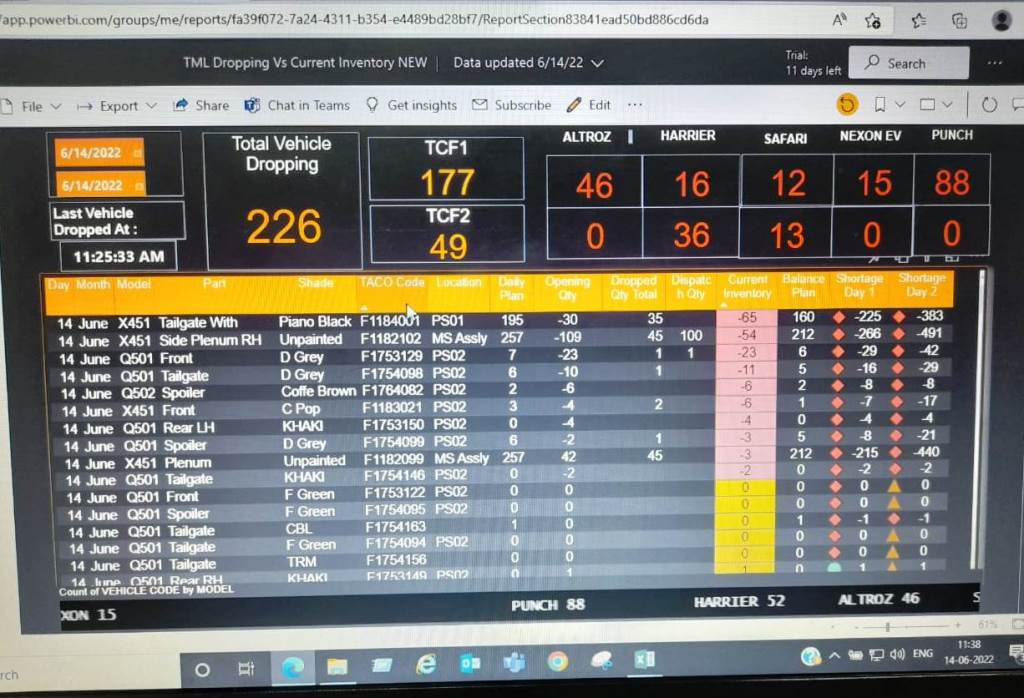 /app.powerbi.com/groups/me/reports/fa39f072-7a24-4311-b354-e4489bd28bf7/ReportSection83841ead50bd886cd6da
TML Dropping Vs Current Inventory NEW | Data updated 6/14/22
Trial:
11 days left
Search
File Export Share Chat in Teams Get insights Subscribe Edit ...
6/14/2022
6/14/2022
Last Vehicle
Dropped At :
11:25:33 AM
Total Vehicle
Dropping
226
TCF1
177
TCF2
49
ALTROZ HARRIER SAFARI NEXON EV PUNCH
46 16 12 15 88
0 36 13 0 0
Day Month Model Part Shade TACO Code Location Daily Plan Opening Qty Dropped Qty Total Dispatch Qty Current Inventory Balance Plan Shortage Day 1 Shortage Day 2
14 June X451 Tailgate With Piano Black F1184001 PS01 195 -30 35 -65 160 -225 -383
14 June X451 Side Plenum RH Unpainted F1182102 MS Assly 257 -109 45 100 -54 212 -266 -491
14 June Q501 Front D Grey F1753129 PS02 7 -23 1 1 -23 6 -29 -42
14 June Q501 Tailgate D Grey F1754098 PS02 6 -10 1 -11 5 -16 -29
14 June Q502 Spoiler Coffe Brown F1764082 PS02 2 -6 -6 2 -8 -8
14 June X451 Front C Pop F1183021 PS02 3 -4 2 -6 1 -7 -17
14 June Q501 Rear LH KHAKI F1753150 PS02 0 -4 -4 0 -4 -4
14 June Q501 Spoiler D Grey F1754099 PS02 6 -2 1 -3 5 -8 -21
14 June X451 Plenum Unpainted F1182099 MS Assly 257 42 45 -3 212 -215 -440
14 June Q501 Tailgate KHAKI F1754146 PS02 0 -2 -2 0 -2 -2
14 June Q501 Front F Green F1753122 PS02 0 0 0 0 0 0
14 June Q501 Spoiler F Green F1754095 PS02 0 0 0 0 0 0
14 June Q501 Tailgate CBL F1754163 1 0 0 1 -1 -1
14 June Q501 Tailgate F Green F1754094 PS02 0 0 0 0 0 0
14 June Q501 Tailgate TRM F1754156 0 0 0 0 0 0
14 June Q501 Rear RH KHAKI F1753149 PS02 0 1 1 0 1 1
Count of VEHICLE CODE by MODEL
XON 15 PUNCH 88 HARRIER 52 ALTROZ 46 S
61%
rch
ENG
11:38
14-06-2022